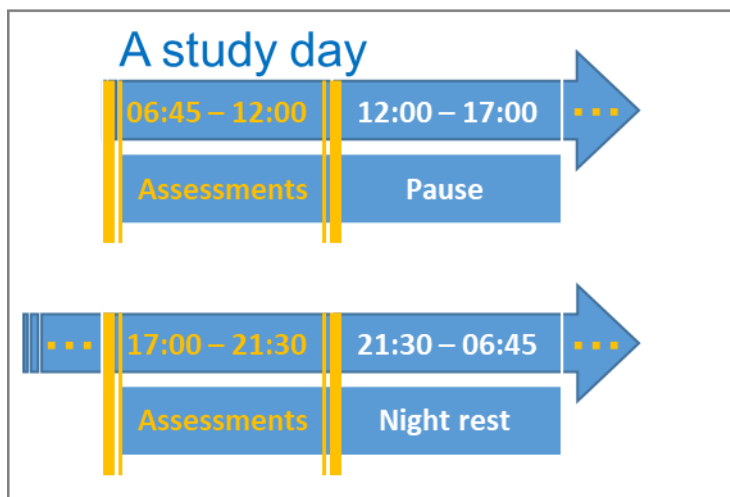 A study day
06:45 – 12:00 12:00 – 17:00 ...
Assessments Pause
... 17:00 – 21:30 21:30 – 06:45 ...
Assessments Night rest